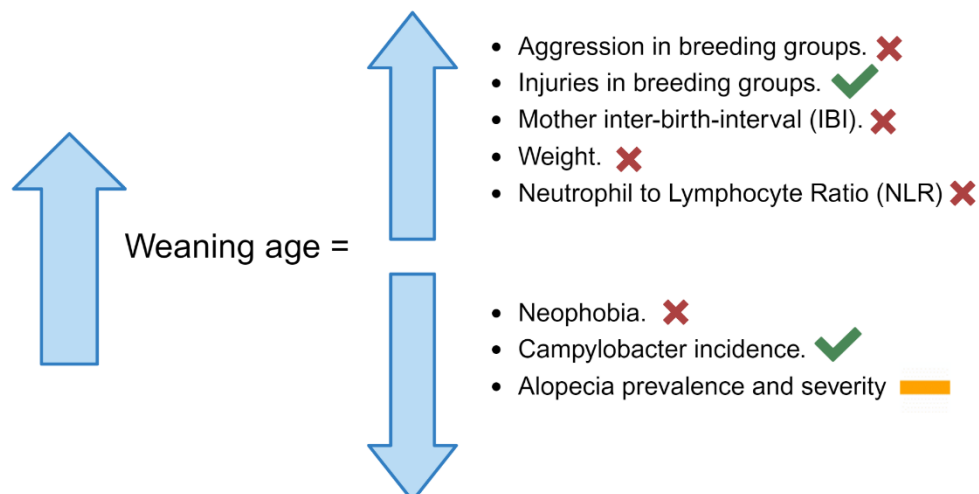 Aggression in breeding groups.
Injuries in breeding groups.
Mother inter-birth-interval (IBI).
Weight.
Neutrophil to Lymphocyte Ratio (NLR)
Weaning age =
Neophobia.
Campylobacter incidence.
Alopecia prevalence and severity